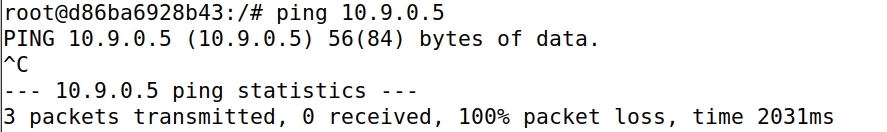 root@d86ba6928b43:/# ping 10.9.0.5
PING 10.9.0.5 (10.9.0.5) 56(84) bytes of data.
^C
--- 10.9.0.5 ping statistics ---
3 packets transmitted, 0 received, 100% packet loss, time 2031ms